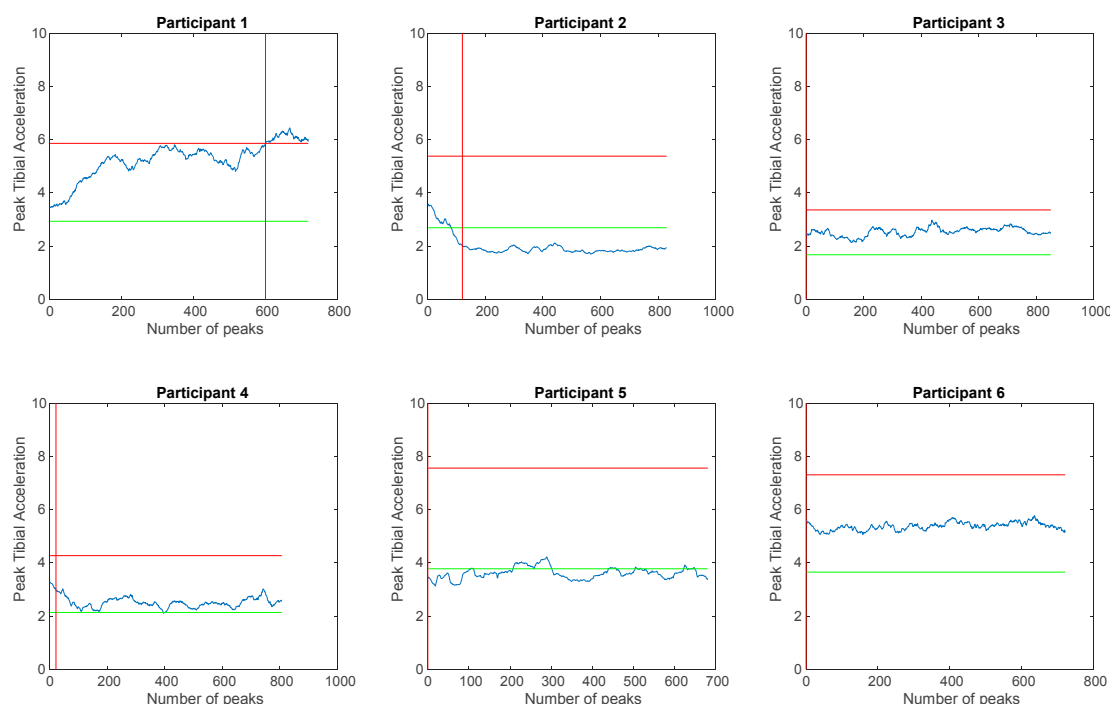 Participant 1
10
8
6
4
2
0
Peak Tibial Acceleration
0 200 400 600 800
Number of peaks
Participant 2
10
8
6
4
2
0
Peak Tibial Acceleration
0 200 400 600 800 1000
Number of peaks
Participant 3
10
8
6
4
2
0
Peak Tibial Acceleration
0 200 400 600 800 1000
Number of peaks
Participant 4
10
8
6
4
2
0
Peak Tibial Acceleration
0 200 400 600 800 1000
Number of peaks
Participant 5
10
8
6
4
2
0
Peak Tibial Acceleration
0 100 200 300 400 500 600 700
Number of peaks
Participant 6
10
8
6
4
2
0
Peak Tibial Acceleration
0 200 400 600 800
Number of peaks